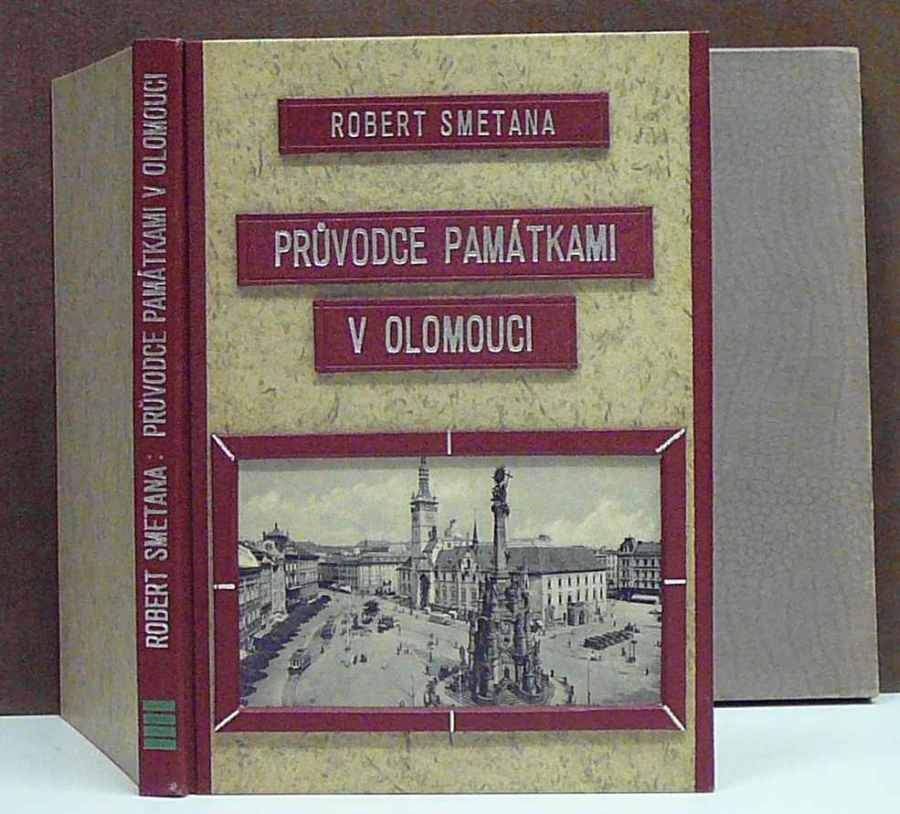 ROBERT SMETANA
PRŮVODCE PAMÁTKAMI
V OLOMOUCI
ROBERT SMETANA: PRŮVODCE PAMÁTKAMI V OLOMOUCI